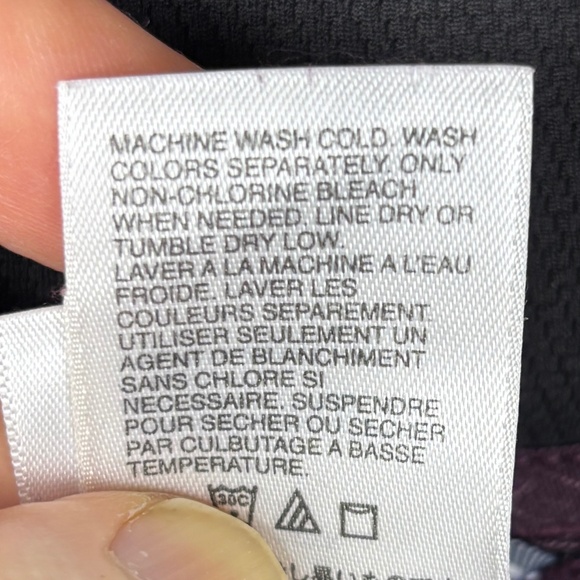 MACHINE WASH COLD. WASH
COLORS SEPARATELY. ONLY
NON-CHLORINE BLEACH
WHEN NEEDED. LINE DRY OR
TUMBLE DRY LOW.
LAVER A LA MACHINE A L'EAU
FROIDE. LAVER LES
COULEURS SEPAREMENT.
UTILISER SEULEMENT UN
AGENT DE BLANCHIMENT
SANS CHLORE SI
NECESSAIRE. SUSPENDRE
POUR SECHER OU SECHER
PAR CULBUTAGE A BASSE
TEMPERATURE.
30C